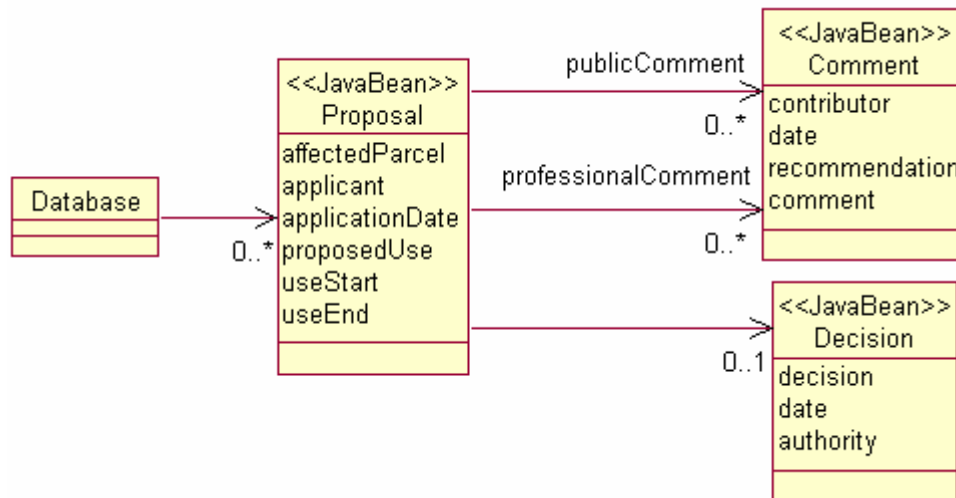 Database
0..*
<<JavaBean>>
Proposal
affectedParcel
applicant
applicationDate
proposedUse
useStart
useEnd
publicComment
0..*
professionalComment
0..*
0..1
<<JavaBean>>
Comment
contributor
date
recommendation
comment
<<JavaBean>>
Decision
decision
date
authority